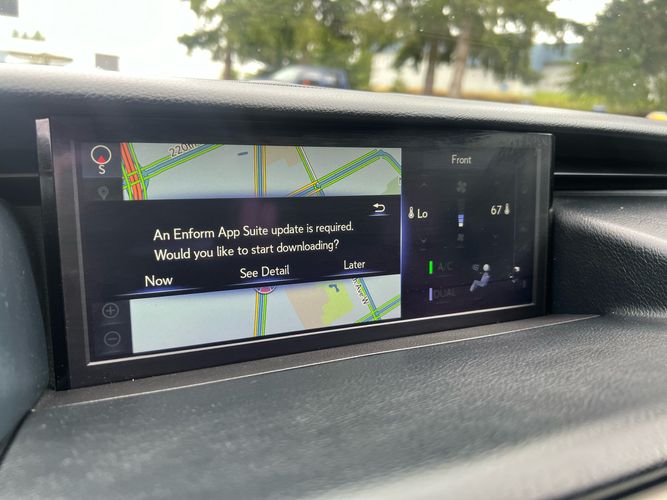 S
220th
An Enform App Suite update is required.
Would you like to start downloading?
Now
See Detail
Later
Ave W
Front
Lo
67
A/C
DUAL